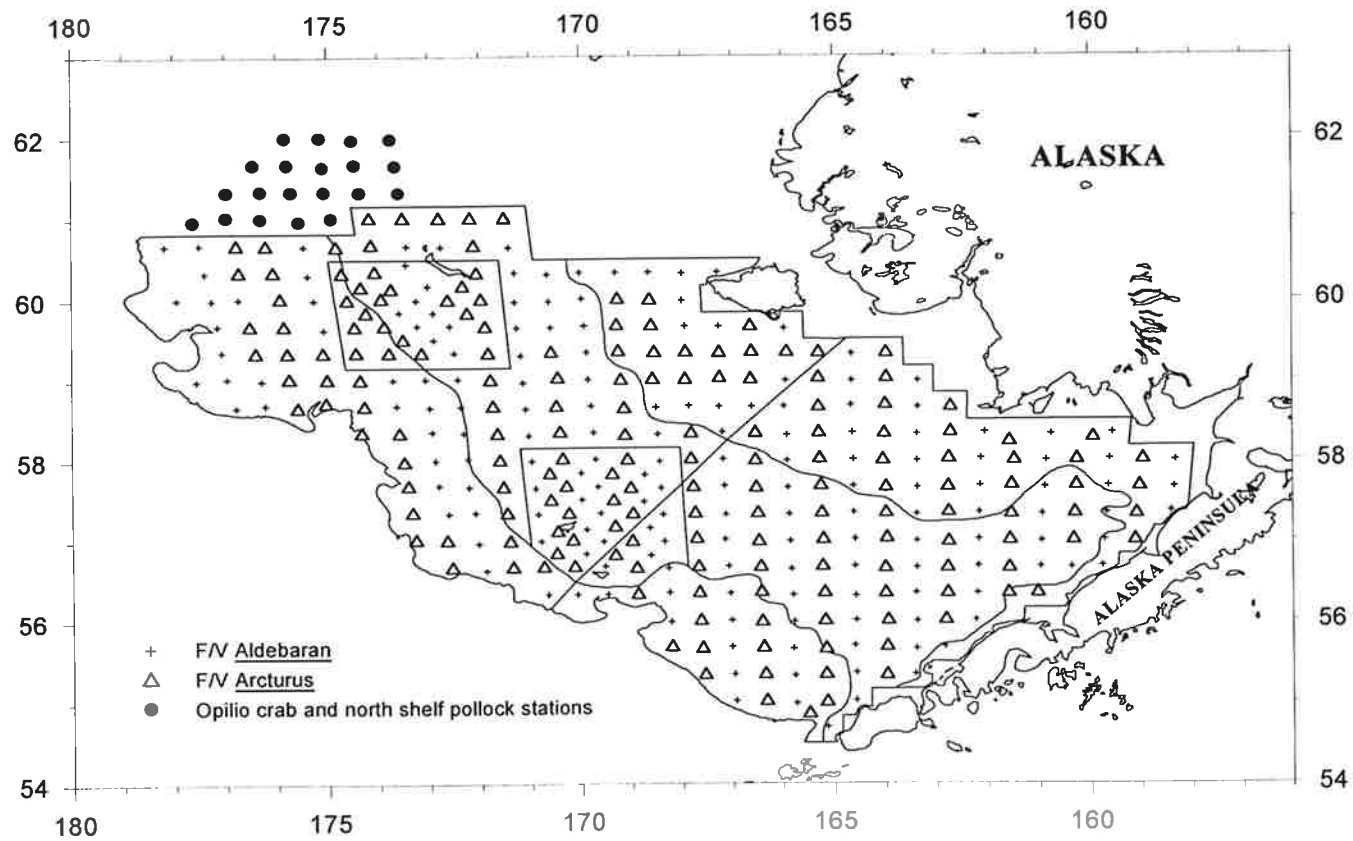 180 175 170 165 160
62 62
ALASKA
60 60
58 58
ALASKA PENINSULA
56 56
+ F/V Aldebaran
△ F/V Arcturus
● Opilio crab and north shelf pollock stations
54 54
180 175 170 165 160